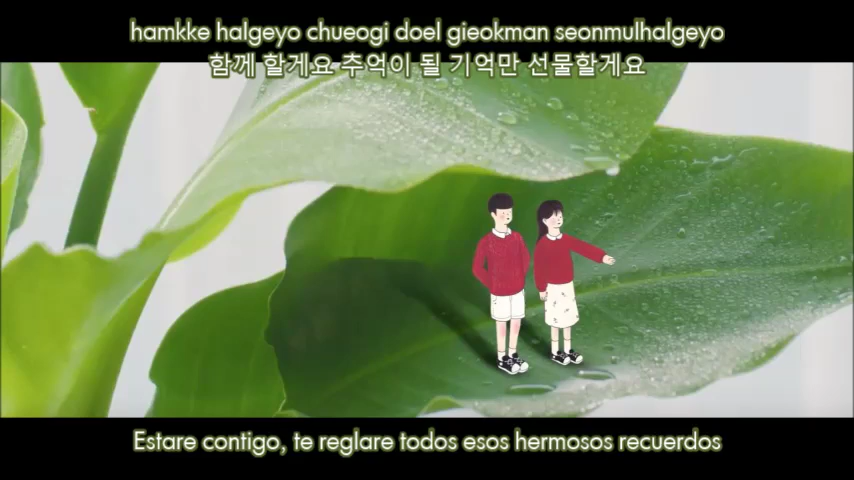 hamkke halgeyo chueogi doel gieokman seonmulhalgeyo
함께 할게요 추억이 될 기억만 선물할게요
Estare contigo, te reglare todos esos hermosos recuerdos